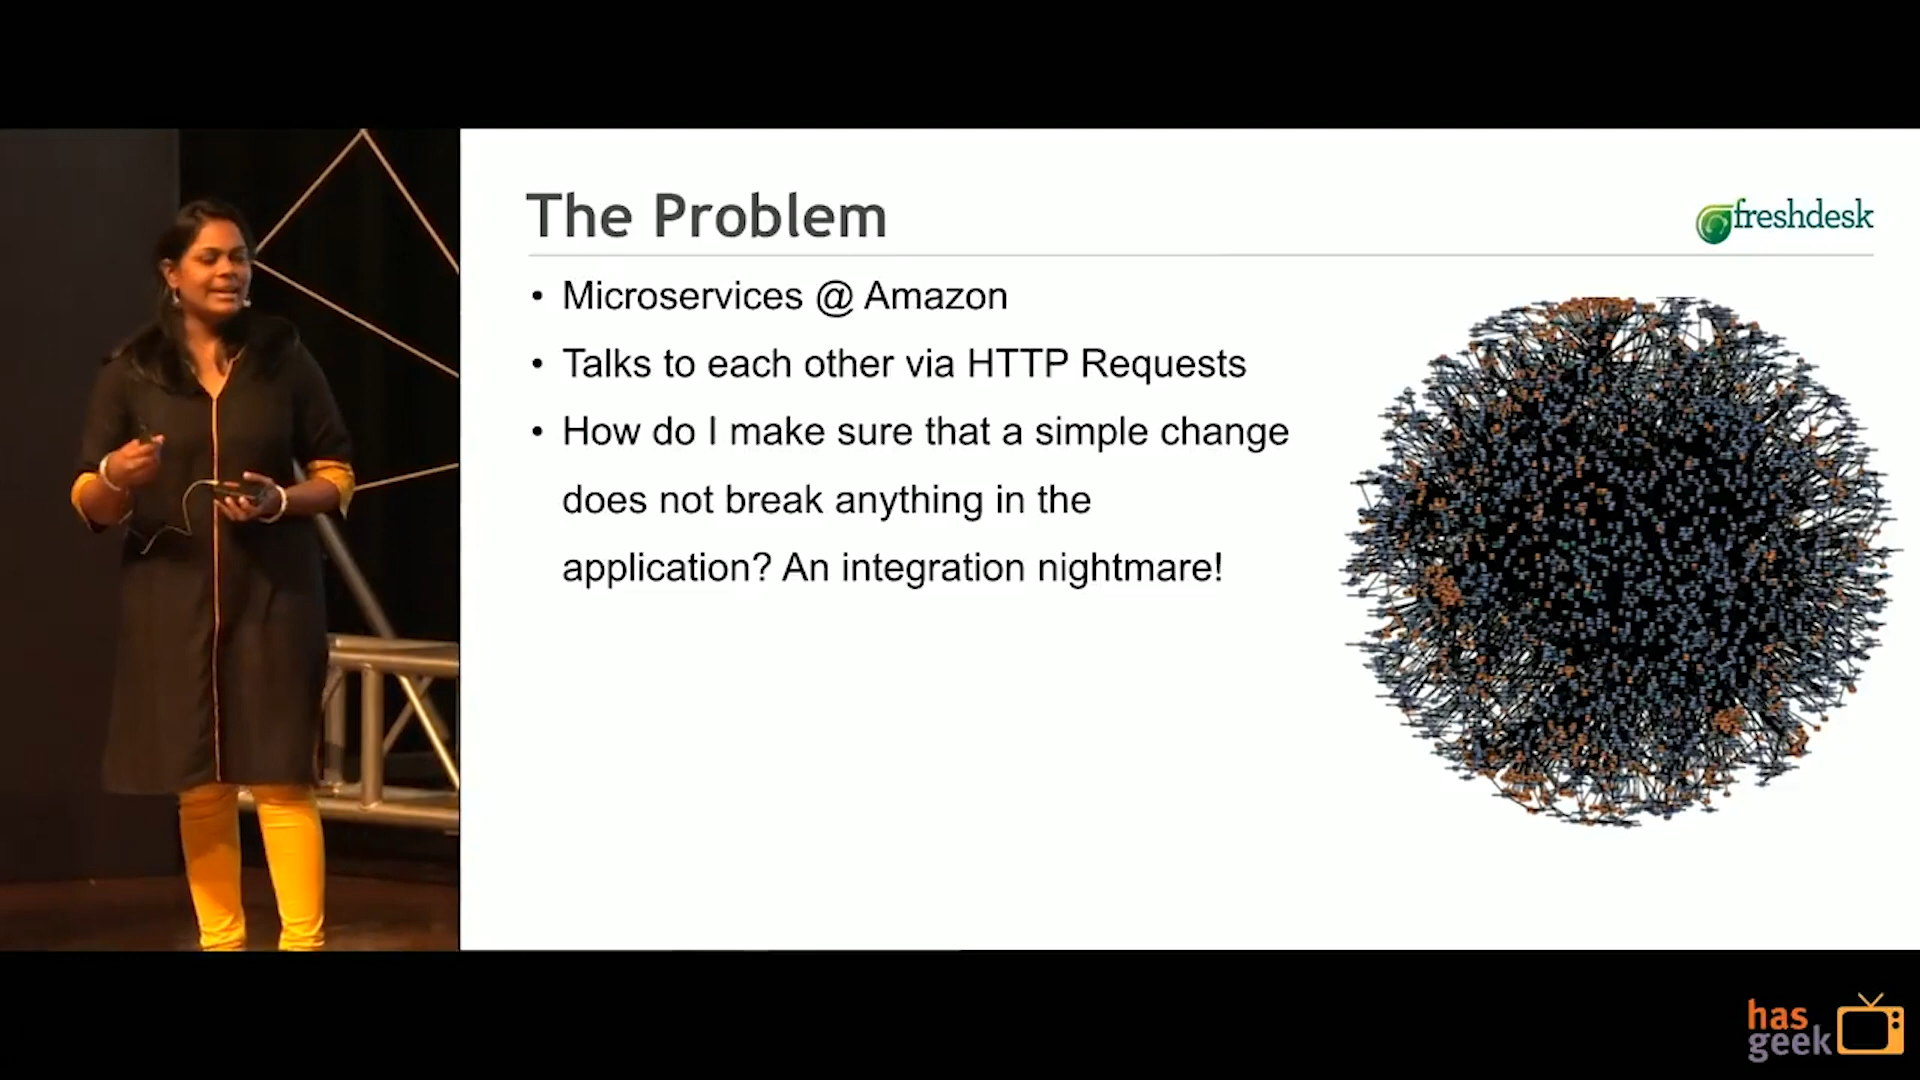 The Problem
freshdesk
• Microservices @ Amazon
• Talks to each other via HTTP Requests
• How do I make sure that a simple change
does not break anything in the
application? An integration nightmare!
has
geek